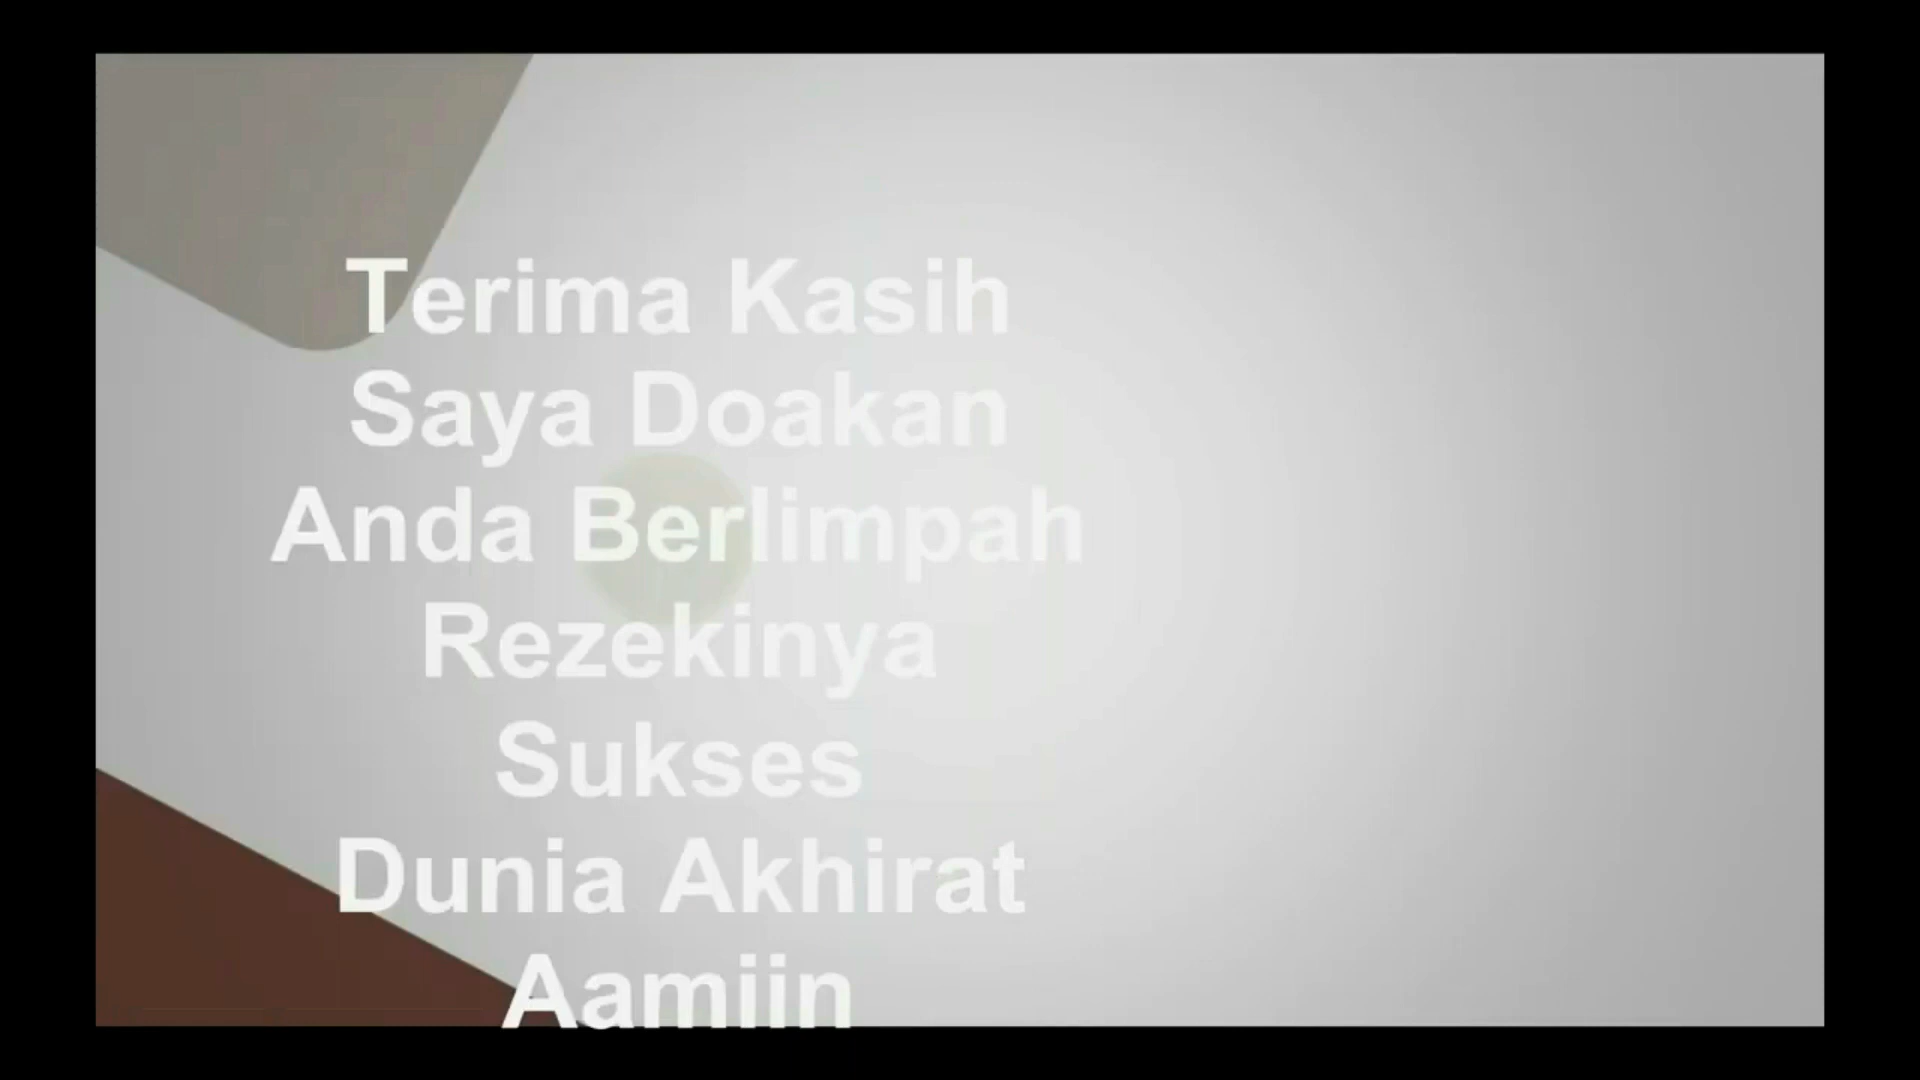 Terima Kasih
Saya Doakan
Anda Berlimpah
Rezekinya
Sukses
Dunia Akhirat
Aamiin